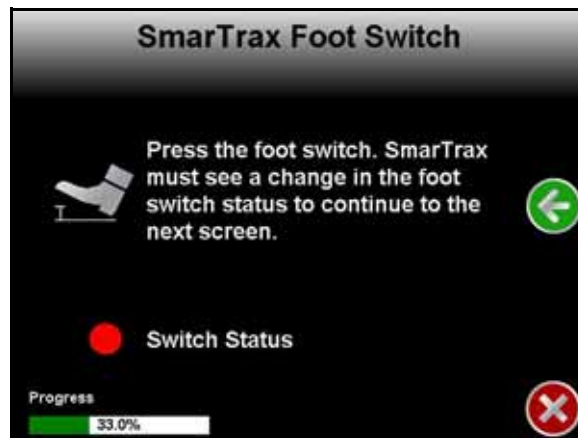 SmarTrax Foot Switch
Press the foot switch. SmarTrax
must see a change in the foot
switch status to continue to the
next screen.
Switch Status
Progress
33.0%